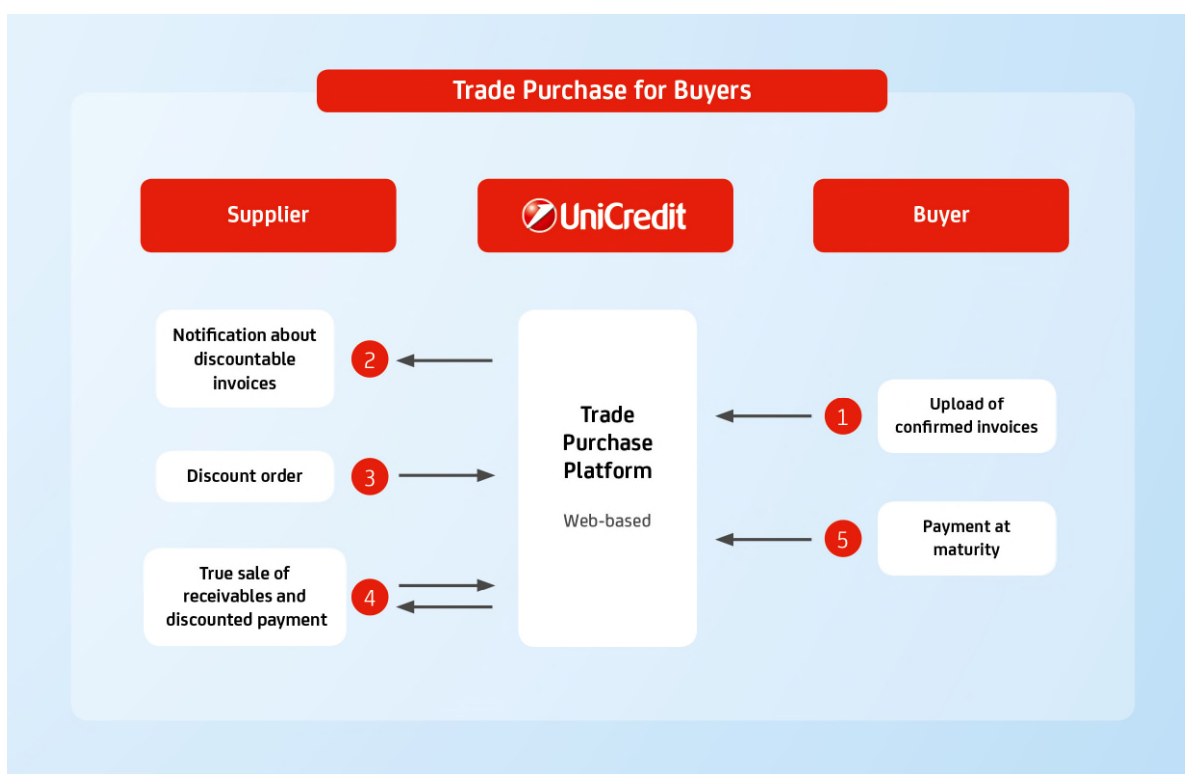 Trade Purchase for Buyers
Supplier
UniCredit
Buyer
Notification about
discountable
invoices
2
1
Upload of
confirmed invoices
Trade
Purchase
Platform
Web-based
Discount order
3
5
Payment at
maturity
True sale of
receivables and
discounted payment
4